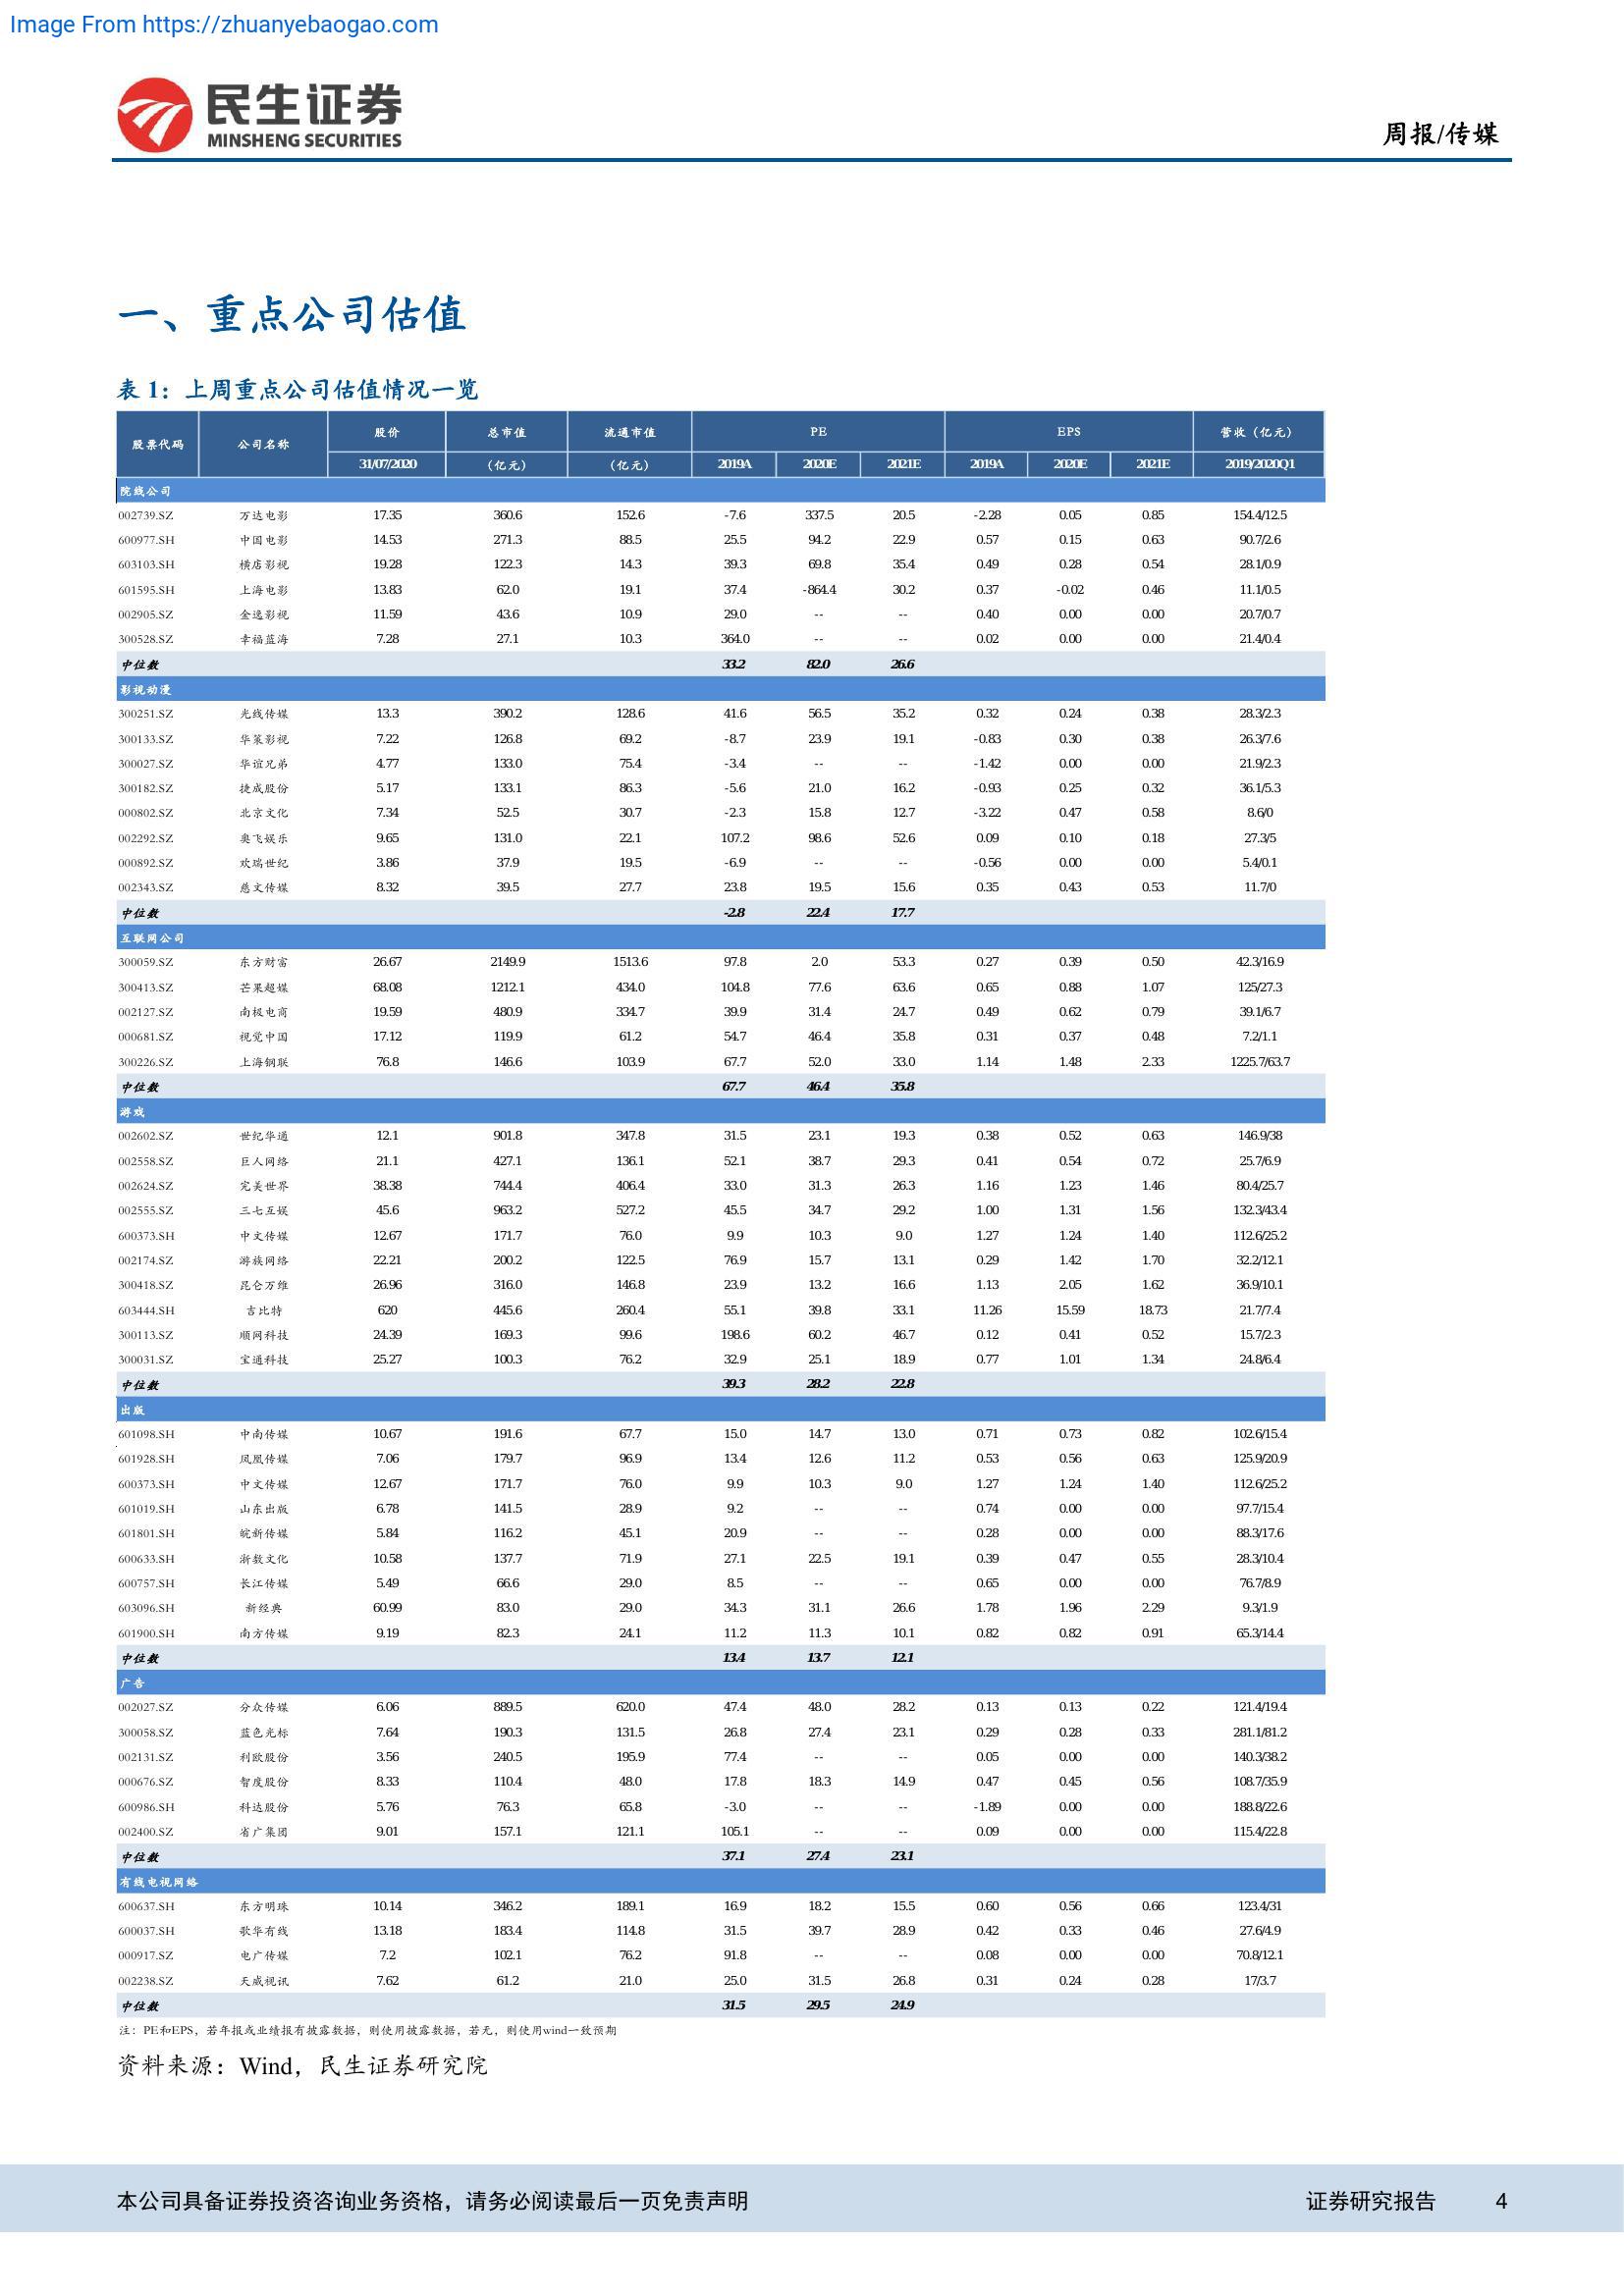 Image From https://zhuanyebaogao.com
民生证券
MINSHENG SECURITIES
周报/传媒
一、重点公司估值
表 1：上周重点公司估值情况一览
股票代码 公司名称 股价 总市值 流通市值 PE EPS 营收（亿元）
31/07/2020 （亿元） （亿元） 2019A 2020E 2021E 2019A 2020E 2021E 2019/2020Q1
院线公司
002739.SZ 万达电影 17.35 360.6 152.6 -7.6 337.5 20.5 -2.28 0.05 0.85 154.4/12.5
600977.SH 中国电影 14.53 271.3 88.5 25.5 94.2 22.9 0.57 0.15 0.63 90.7/2.6
603103.SH 横店影视 19.28 122.3 14.3 39.3 69.8 35.4 0.49 0.28 0.54 28.1/0.9
601595.SH 上海电影 13.83 62.0 19.1 37.4 -864.4 30.2 0.37 -0.02 0.46 11.1/0.5
002905.SZ 金逸影视 11.59 43.6 10.9 29.0 -- -- 0.40 0.00 0.00 20.7/0.7
300528.SZ 幸福蓝海 7.28 27.1 10.3 364.0 -- -- 0.02 0.00 0.00 21.4/0.4
中位数 33.2 82.0 26.6
影视动漫
300251.SZ 光线传媒 13.3 390.2 128.6 41.6 56.5 35.2 0.32 0.24 0.38 28.3/2.3
300133.SZ 华策影视 7.22 126.8 69.2 -8.7 23.9 19.1 -0.83 0.30 0.38 26.3/7.6
300027.SZ 华谊兄弟 4.77 133.0 75.4 -3.4 -- -- -1.42 0.00 0.00 21.9/2.3
300182.SZ 捷成股份 5.17 133.1 86.3 -5.6 21.0 16.2 -0.93 0.25 0.32 36.1/5.3
000802.SZ 北京文化 7.34 52.5 30.7 -2.3 15.8 12.7 -3.22 0.47 0.58 8.6/0
002292.SZ 奥飞娱乐 9.65 131.0 22.1 107.2 98.6 52.6 0.09 0.10 0.18 27.3/5
000892.SZ 欢瑞世纪 3.86 37.9 19.5 -6.9 -- -- -0.56 0.00 0.00 5.4/0.1
002343.SZ 慈文传媒 8.32 39.5 27.7 23.8 19.5 15.6 0.35 0.43 0.53 11.7/0
中位数 -2.8 22.4 17.7
互联网公司
300059.SZ 东方财富 26.67 2149.9 1513.6 97.8 2.0 53.3 0.27 0.39 0.50 42.3/16.9
300413.SZ 芒果超媒 68.08 1212.1 434.0 104.8 77.6 63.6 0.65 0.88 1.07 125/27.3
002127.SZ 南极电商 19.59 480.9 334.7 39.9 31.4 24.7 0.49 0.62 0.79 39.1/6.7
000681.SZ 视觉中国 17.12 119.9 61.2 54.7 46.4 35.8 0.31 0.37 0.48 7.2/1.1
300226.SZ 上海钢联 76.8 146.6 103.9 67.7 52.0 33.0 1.14 1.48 2.33 1225.7/63.7
中位数 67.7 46.4 35.8
游戏
002602.SZ 世纪华通 12.1 901.8 347.8 31.5 23.1 19.3 0.38 0.52 0.63 146.9/38
002558.SZ 巨人网络 21.1 427.1 136.1 52.1 38.7 29.3 0.41 0.54 0.72 25.7/6.9
002624.SZ 完美世界 38.38 744.4 406.4 33.0 31.3 26.3 1.16 1.23 1.46 80.4/25.7
002555.SZ 三七互娱 45.6 963.2 527.2 45.5 34.7 29.2 1.00 1.31 1.56 132.3/43.4
600373.SH 中文传媒 12.67 171.7 76.0 9.9 10.3 9.0 1.27 1.24 1.40 112.6/25.2
002174.SZ 游族网络 22.21 200.2 122.5 76.9 15.7 13.1 0.29 1.42 1.70 32.2/12.1
300418.SZ 昆仑万维 26.96 316.0 146.8 23.9 13.2 16.6 1.13 2.05 1.62 36.9/10.1
603444.SH 吉比特 620 445.6 260.4 55.1 39.8 33.1 11.26 15.59 18.73 21.7/7.4
300113.SZ 顺网科技 24.39 169.3 99.6 198.6 60.2 46.7 0.12 0.41 0.52 15.7/2.3
300031.SZ 宝通科技 25.27 100.3 76.2 32.9 25.1 18.9 0.77 1.01 1.34 24.8/6.4
中位数 39.3 28.2 22.8
出版
601098.SH 中南传媒 10.67 191.6 67.7 15.0 14.7 13.0 0.71 0.73 0.82 102.6/15.4
601928.SH 凤凰传媒 7.06 179.7 96.9 13.4 12.6 11.2 0.53 0.56 0.63 125.9/20.9
600373.SH 中文传媒 12.67 171.7 76.0 9.9 10.3 9.0 1.27 1.24 1.40 112.6/25.2
601019.SH 山东出版 6.78 141.5 28.9 9.2 -- -- 0.74 0.00 0.00 97.7/15.4
601801.SH 皖新传媒 5.84 116.2 45.1 20.9 -- -- 0.28 0.00 0.00 88.3/17.6
600633.SH 浙数文化 10.58 137.7 71.9 27.1 22.5 19.1 0.39 0.47 0.55 28.3/10.4
600757.SH 长江传媒 5.49 66.6 29.0 8.5 -- -- 0.65 0.00 0.00 76.7/8.9
603096.SH 新经典 60.99 83.0 29.0 34.3 31.1 26.6 1.78 1.96 2.29 9.3/1.9
601900.SH 南方传媒 9.19 82.3 24.1 11.2 11.3 10.1 0.82 0.82 0.91 65.3/14.4
中位数 13.4 13.7 12.1
广告
002027.SZ 分众传媒 6.06 889.5 620.0 47.4 48.0 28.2 0.13 0.13 0.22 121.4/19.4
300058.SZ 蓝色光标 7.64 190.3 131.5 26.8 27.4 23.1 0.29 0.28 0.33 281.1/81.2
002131.SZ 利欧股份 3.56 240.5 195.9 77.4 -- -- 0.05 0.00 0.00 140.3/38.2
000676.SZ 智度股份 8.33 110.4 48.0 17.8 18.3 14.9 0.47 0.45 0.56 108.7/35.9
600986.SH 科达股份 5.76 76.3 65.8 -3.0 -- -- -1.89 0.00 0.00 188.8/22.6
002400.SZ 省广集团 9.01 157.1 121.1 105.1 -- -- 0.09 0.00 0.00 115.4/22.8
中位数 37.1 27.4 23.1
有线电视网络
600637.SH 东方明珠 10.14 346.2 189.1 16.9 18.2 15.5 0.60 0.56 0.66 123.4/31
600037.SH 歌华有线 13.18 183.4 114.8 31.5 39.7 28.9 0.42 0.33 0.46 27.6/4.9
000917.SZ 电广传媒 7.2 102.1 76.2 91.8 -- -- 0.08 0.00 0.00 70.8/12.1
002238.SZ 天威视讯 7.62 61.2 21.0 25.0 31.5 26.8 0.31 0.24 0.28 17/3.7
中位数 31.5 29.5 24.9
注：PE和EPS，若年报或业绩报有披露数据，则使用披露数据，若无，则使用wind一致预期
资料来源：Wind，民生证券研究院
本公司具备证券投资咨询业务资格，请务必阅读最后一页免责声明 证券研究报告 4